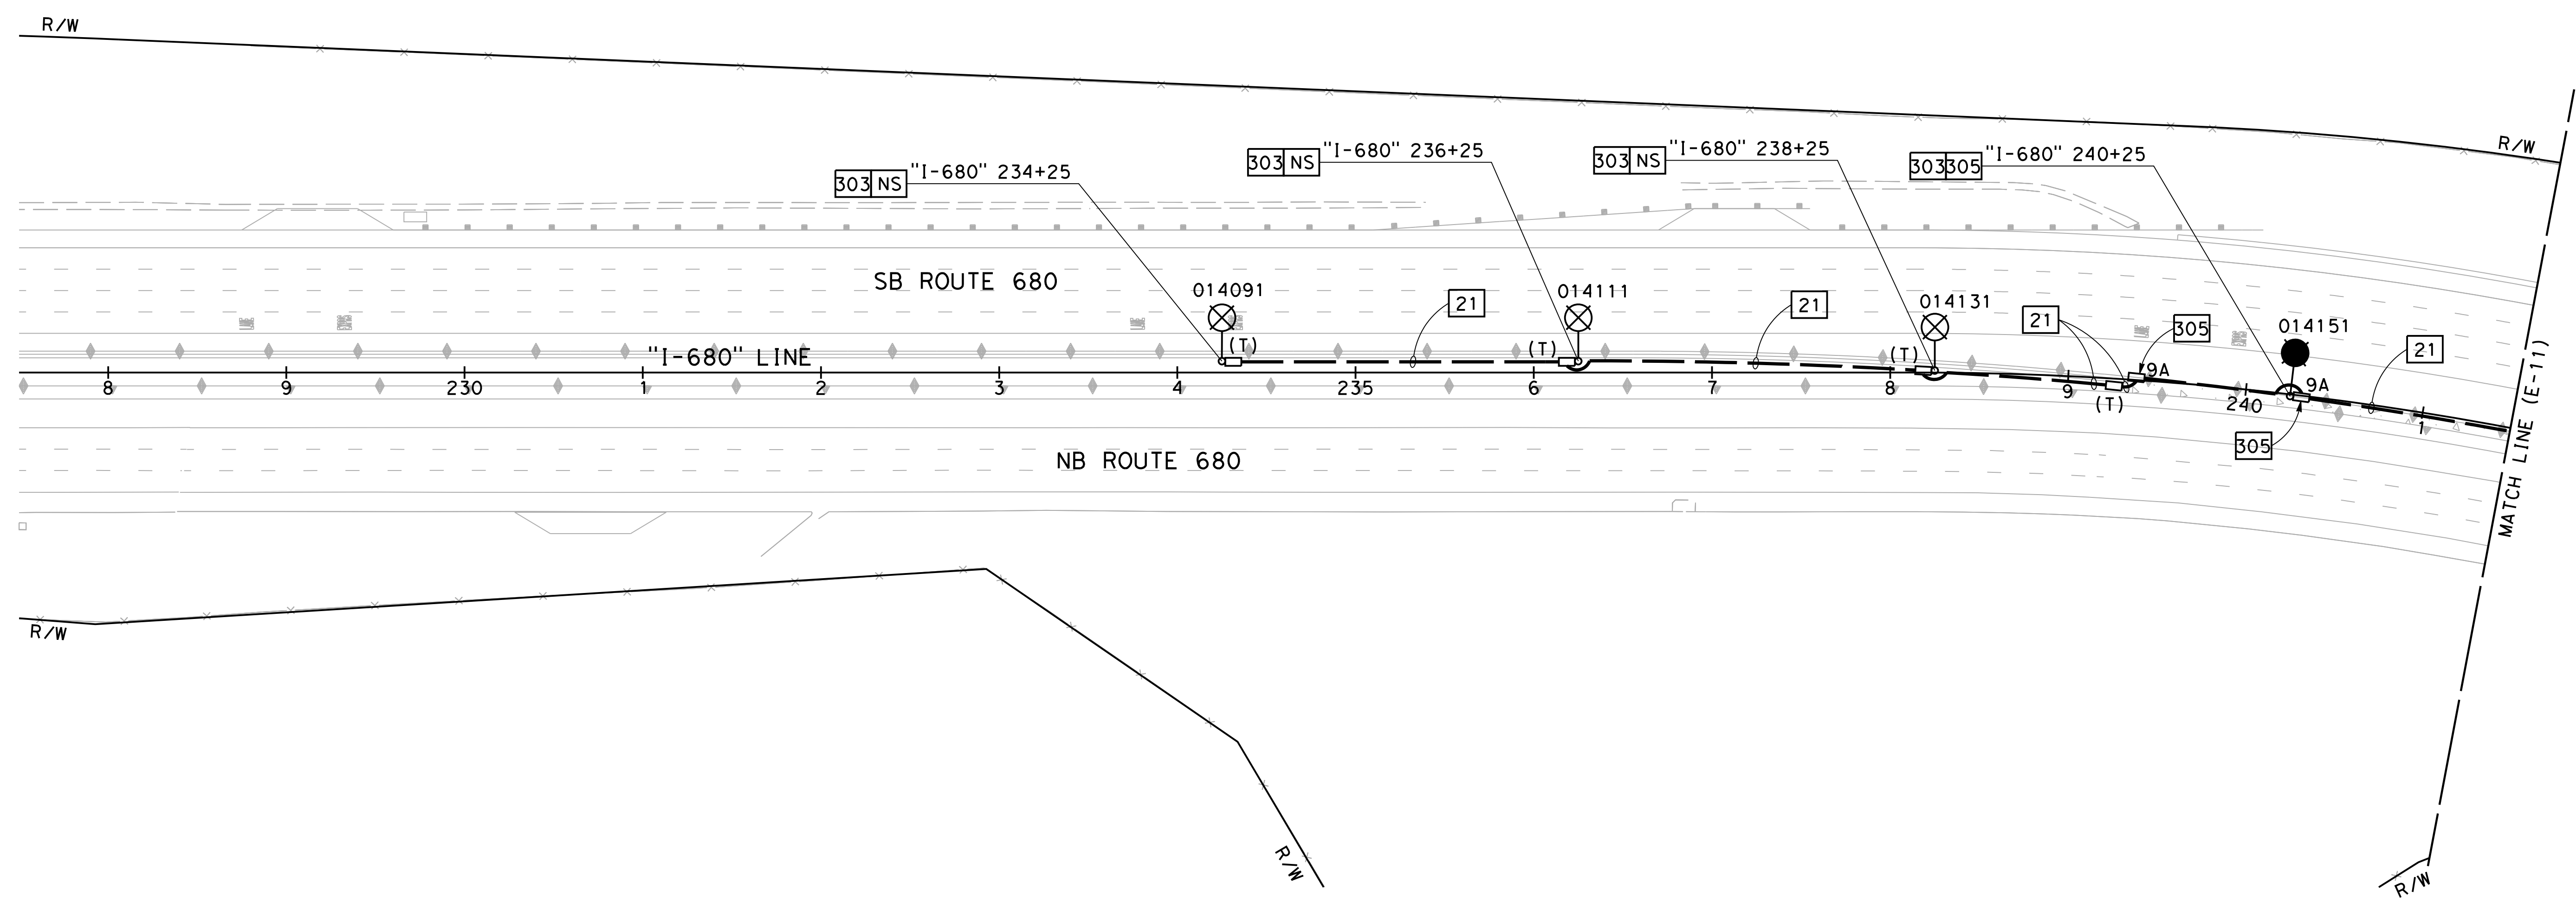 R/W
R/W
303 NS "I-680" 234+25
303 NS "I-680" 236+25
303 NS "I-680" 238+25
303 305 "I-680" 240+25
SB ROUTE 680
014091
014111
014131
014151
21
21
21
305
21
(T)
(T)
(T)
(T)
9A
9A
305
"I-680" LINE
8
9
230
1
2
3
4
235
6
7
8
9
240
1
NB ROUTE 680
MATCH LINE (E-11)
R/W
R/W
R/W